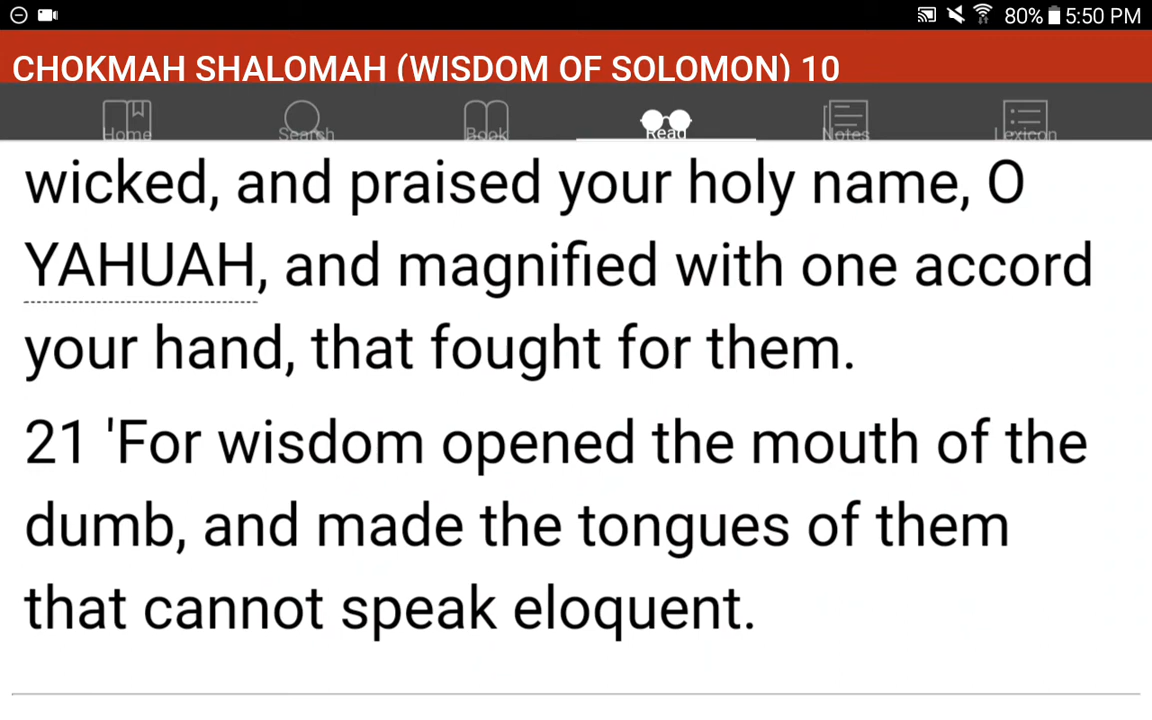 80% 5:50 PM
CHOKMAH SHALOMAH (WISDOM OF SOLOMON) 10
Home Search Book Read Notes Lexicon
wicked, and praised your holy name, O
YAHUAH, and magnified with one accord
your hand, that fought for them.
21 'For wisdom opened the mouth of the
dumb, and made the tongues of them
that cannot speak eloquent.